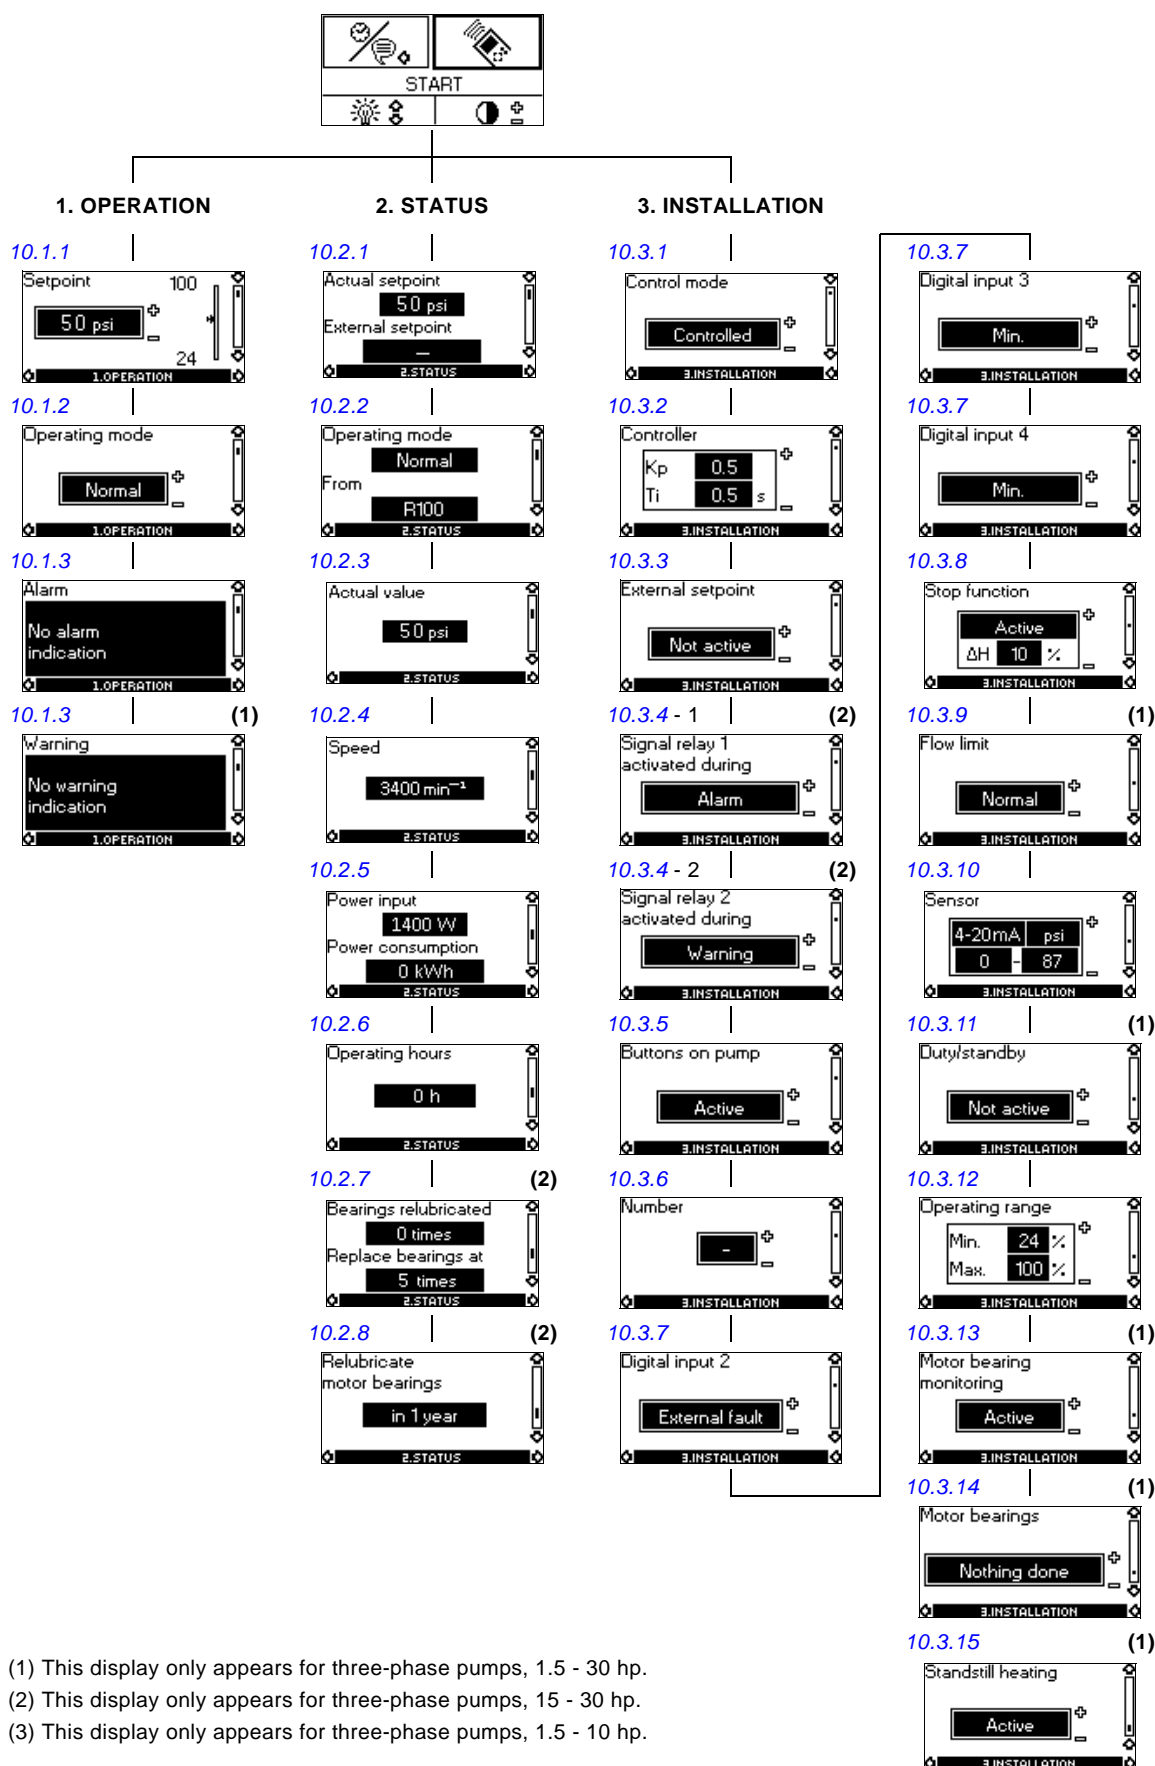 START
1. OPERATION
10.1.1
Setpoint
100
50 psi
24
1.OPERATION
10.1.2
Operating mode
Normal
1.OPERATION
10.1.3
Alarm
No alarm
indication
1.OPERATION
10.1.3 (1)
Warning
No warning
indication
1.OPERATION
2. STATUS
10.2.1
Actual setpoint
50 psi
External setpoint
–
2.STATUS
10.2.2
Operating mode
Normal
From
R100
2.STATUS
10.2.3
Actual value
50 psi
2.STATUS
10.2.4
Speed
3400 min⁻¹
2.STATUS
10.2.5
Power input
1400 W
Power consumption
0 kWh
2.STATUS
10.2.6
Operating hours
0 h
2.STATUS
10.2.7 (2)
Bearings relubricated
0 times
Replace bearings at
5 times
2.STATUS
10.2.8 (2)
Relubricate
motor bearings
in 1 year
2.STATUS
3. INSTALLATION
10.3.1
Control mode
Controlled
3.INSTALLATION
10.3.2
Controller
Kp 0.5
Ti 0.5 s
3.INSTALLATION
10.3.3
External setpoint
Not active
3.INSTALLATION
10.3.4 - 1 (2)
Signal relay 1
activated during
Alarm
3.INSTALLATION
10.3.4 - 2 (2)
Signal relay 2
activated during
Warning
3.INSTALLATION
10.3.5
Buttons on pump
Active
3.INSTALLATION
10.3.6
Number
-
3.INSTALLATION
10.3.7
Digital input 2
External fault
3.INSTALLATION
10.3.7
Digital input 3
Min.
3.INSTALLATION
10.3.7
Digital input 4
Min.
3.INSTALLATION
10.3.8
Stop function
Active
ΔH 10 %
3.INSTALLATION
10.3.9 (1)
Flow limit
Normal
3.INSTALLATION
10.3.10
Sensor
4-20mA psi
0 - 87
3.INSTALLATION
10.3.11 (1)
Duty/standby
Not active
3.INSTALLATION
10.3.12
Operating range
Min. 24 %
Max. 100 %
3.INSTALLATION
10.3.13 (1)
Motor bearing
monitoring
Active
3.INSTALLATION
10.3.14 (1)
Motor bearings
Nothing done
3.INSTALLATION
10.3.15 (1)
Standstill heating
Active
3.INSTALLATION
(1) This display only appears for three-phase pumps, 1.5 - 30 hp.
(2) This display only appears for three-phase pumps, 15 - 30 hp.
(3) This display only appears for three-phase pumps, 1.5 - 10 hp.